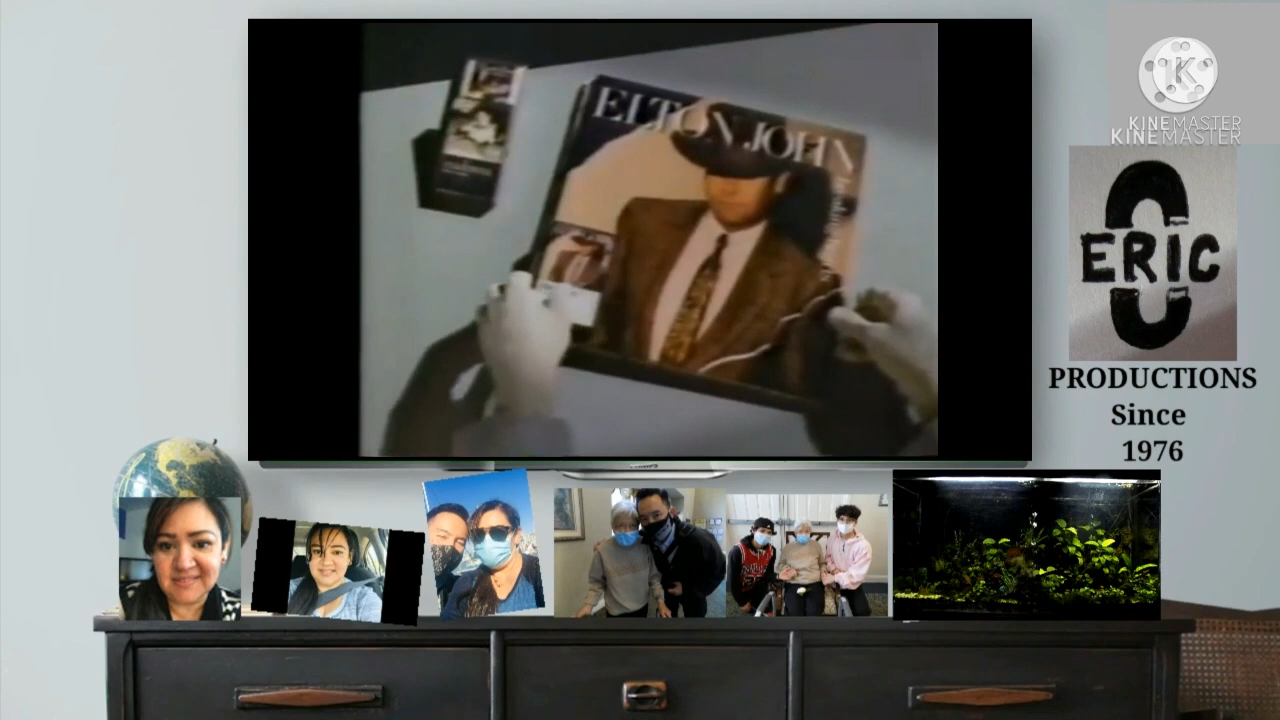 ELTON JOHN
KINEMASTER
KINEMASTER
ERIC
PRODUCTIONS
Since
1976